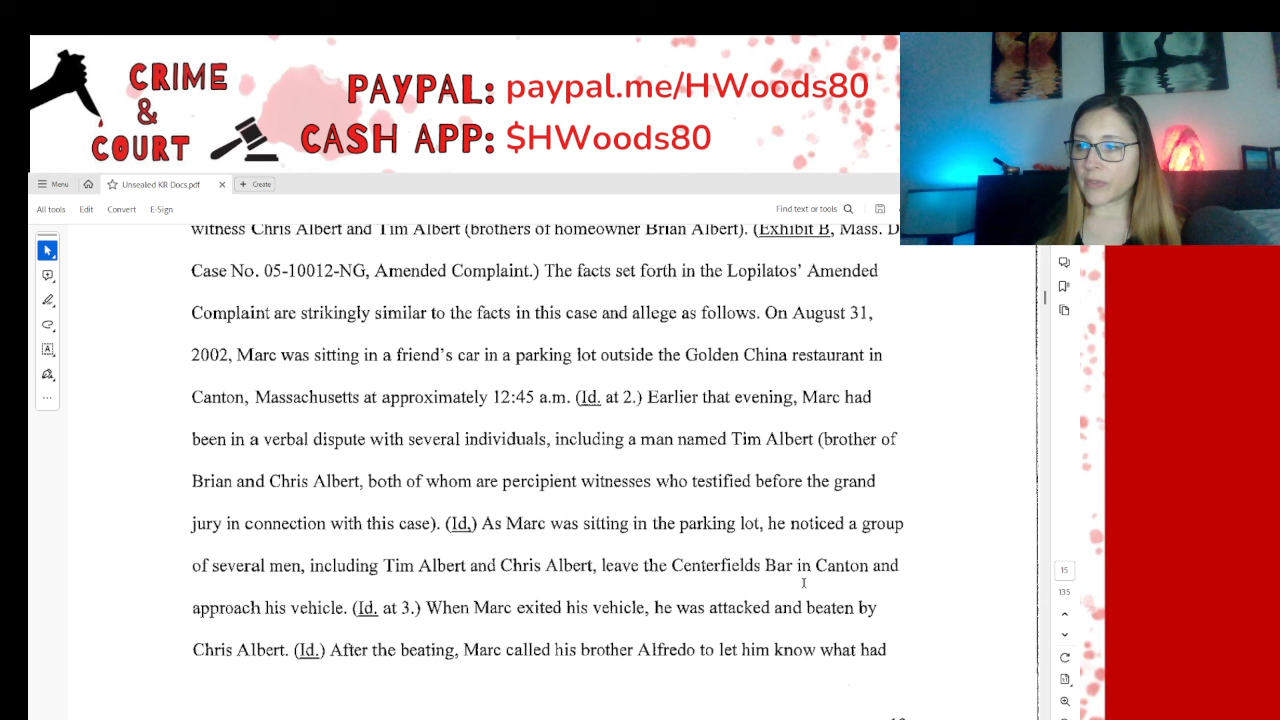 CRIME
&
COURT
PAYPAL: paypal.me/HWoods80
CASH APP: $HWoods80
Menu
Unsealed KR Docs.pdf
Create
All tools Edit Convert E-Sign
Find text or tools
witness Chris Albert and Tim Albert (brothers of homeowner Brian Albert). (Exhibit B, Mass. D
Case No. 05-10012-NG, Amended Complaint.) The facts set forth in the Lopilatos' Amended
Complaint are strikingly similar to the facts in this case and allege as follows. On August 31,
2002, Marc was sitting in a friend's car in a parking lot outside the Golden China restaurant in
Canton, Massachusetts at approximately 12:45 a.m. (Id. at 2.) Earlier that evening, Marc had
been in a verbal dispute with several individuals, including a man named Tim Albert (brother of
Brian and Chris Albert, both of whom are percipient witnesses who testified before the grand
jury in connection with this case). (Id,) As Marc was sitting in the parking lot, he noticed a group
of several men, including Tim Albert and Chris Albert, leave the Centerfields Bar in Canton and
approach his vehicle. (Id. at 3.) When Marc exited his vehicle, he was attacked and beaten by
Chris Albert. (Id.) After the beating, Marc called his brother Alfredo to let him know what had
15
135